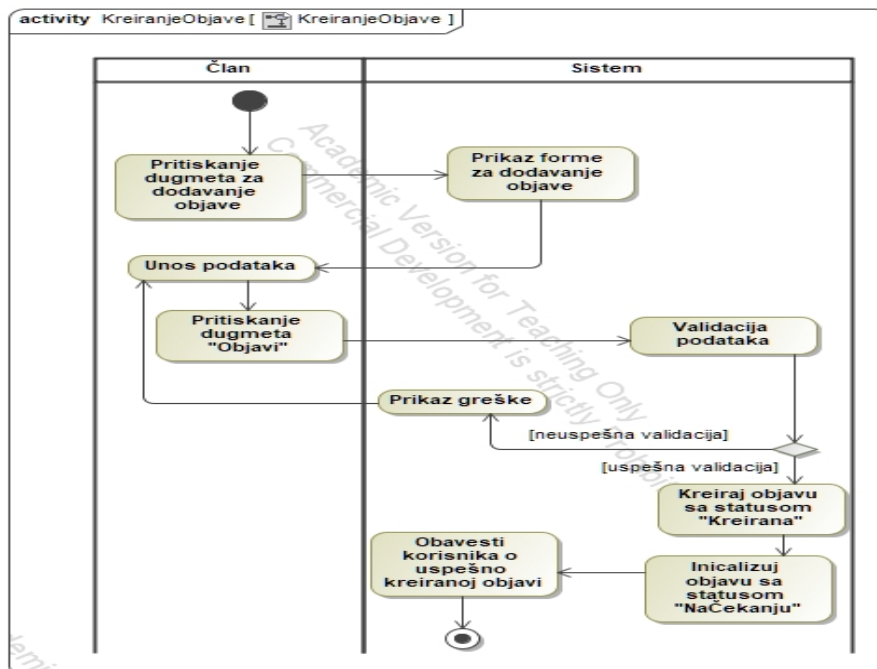 activity KreiranjeObjave [ KreiranjeObjave ]
Član
Sistem
Pritiskanje
dugmeta za
dodavanje
objave
Prikaz forme
za dodavanje
objave
Unos podataka
Pritiskanje
dugmeta
"Objavi"
Validacija
podataka
Prikaz greške
[neuspešna validacija]
[uspešna validacija]
Kreiraj objavu
sa statusom
"Kreirana"
Obavesti
korisnika o
uspešno
kreiranoj objavi
Inicalizuj
objavu sa
statusom
"NaČekanju"
Academic Version for Teaching Only
Commercial Development is strictly